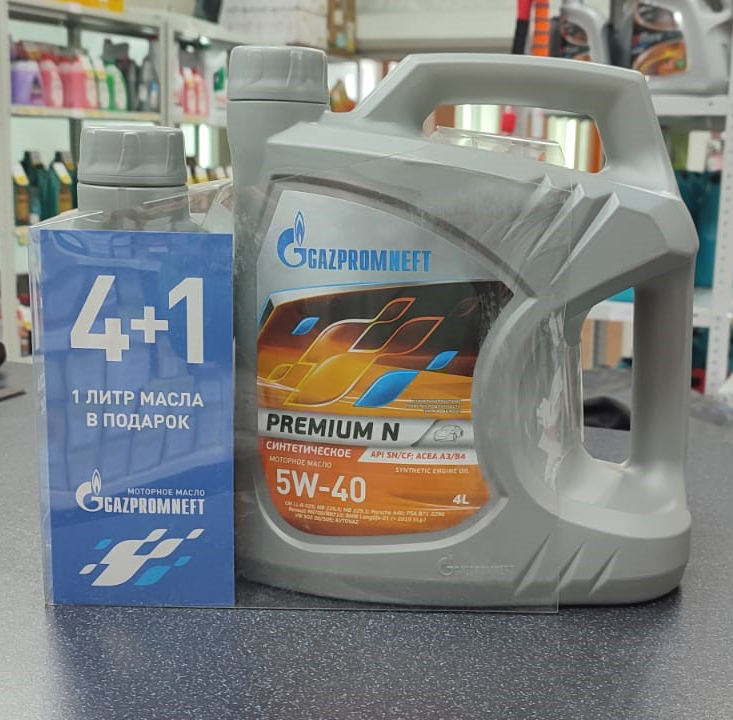 4+1
1 ЛИТР МАСЛА
В ПОДАРОК
МОТОРНОЕ МАСЛО
GAZPROMNEFT
GAZPROMNEFT
PREMIUM N
СИНТЕТИЧЕСКОЕ
API SN/CF; ACEA A3/B4
МОТОРНОЕ МАСЛО
SYNTHETIC ENGINE OIL
5W-40
4L